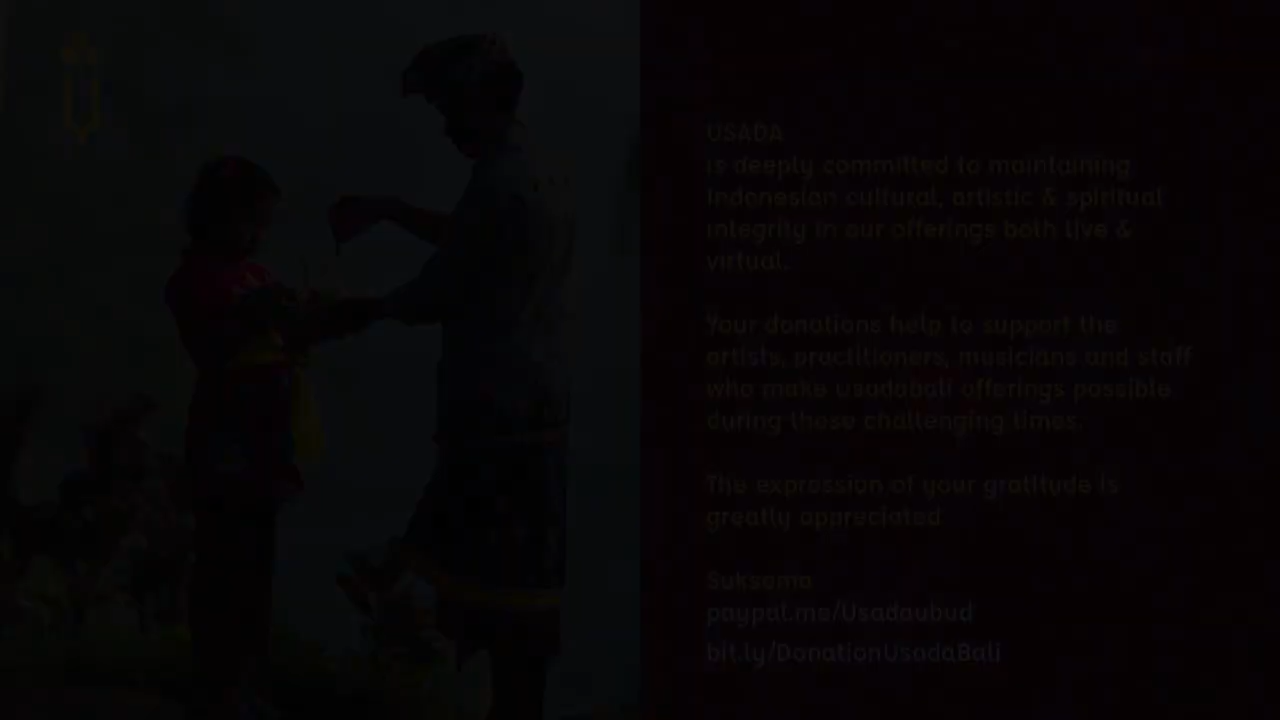 USADA
is deeply committed to maintaining
Indonesian cultural, artistic & spiritual
integrity in our offerings both live &
virtual.
Your donations help to support the
artists, practitioners, musicians and staff
who make usadabali offerings possible
during these challenging times.
The expression of your gratitude is
greatly appreciated
Suksama
paypal.me/Usadaubud
bit.ly/DonationUsadaBali